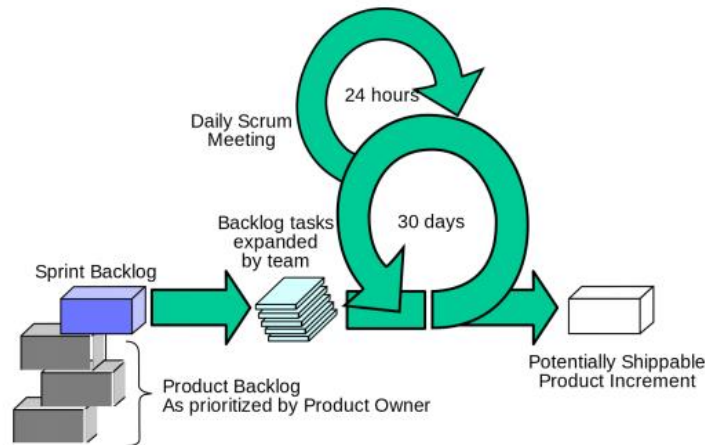 24 hours
Daily Scrum
Meeting
30 days
Backlog tasks
expanded
by team
Sprint Backlog
Potentially Shippable
Product Increment
Product Backlog
As prioritized by Product Owner